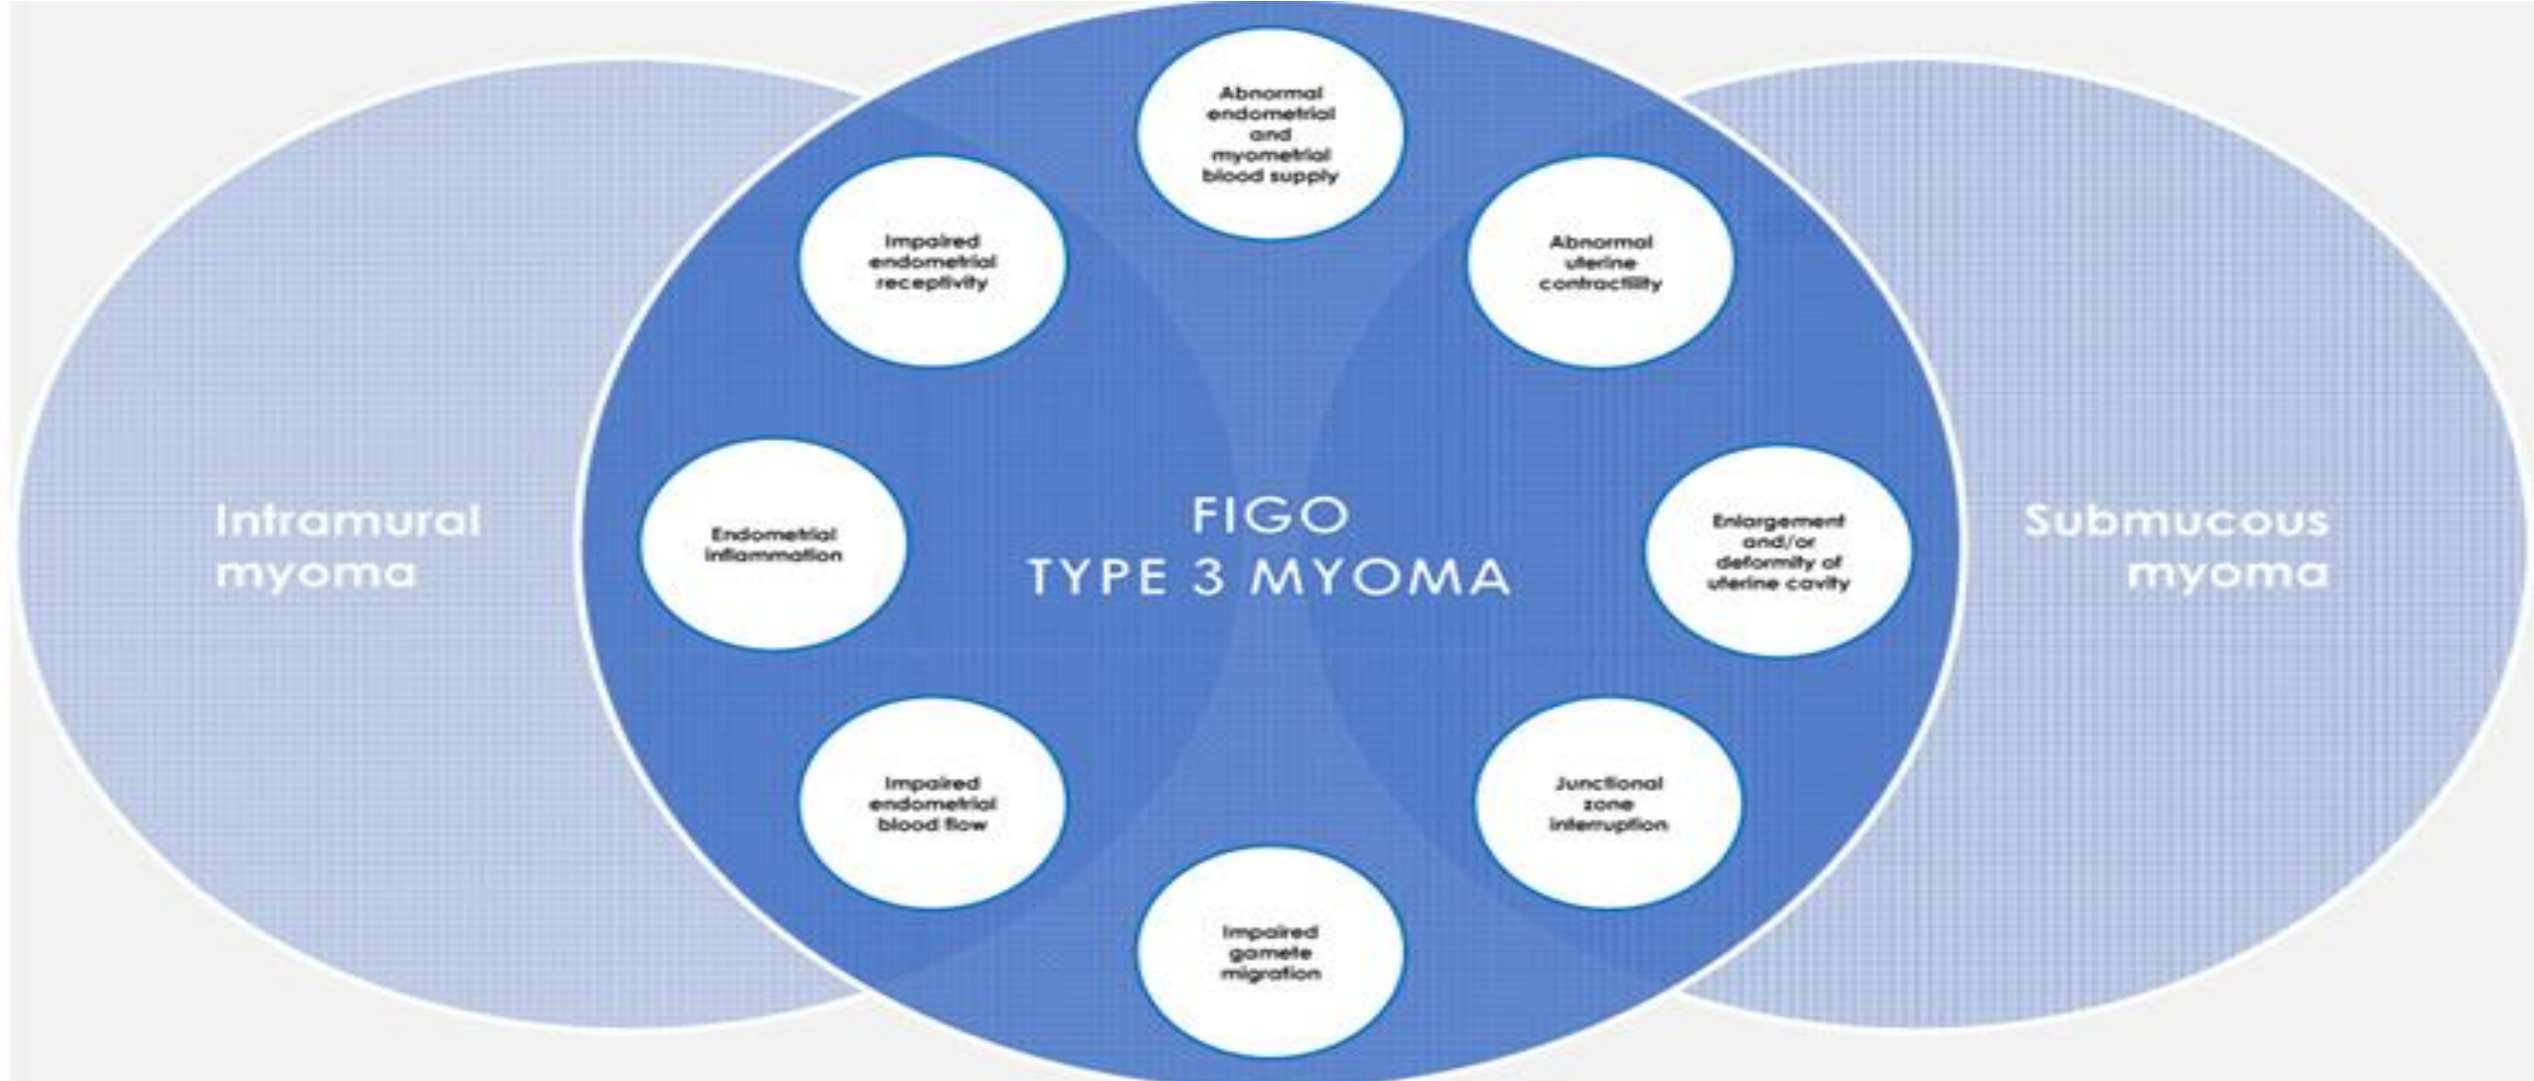 Abnormal
endometrial
and
myometrial
blood supply
Impaired
endometrial
receptivity
Abnormal
uterine
contractility
Endometrial
inflammation
FIGO
TYPE 3 MYOMA
Enlargement
and/or
deformity of
uterine cavity
Intramural
myoma
Submucous
myoma
Impaired
endometrial
blood flow
Junctional
zone
interruption
Impaired
gamete
migration